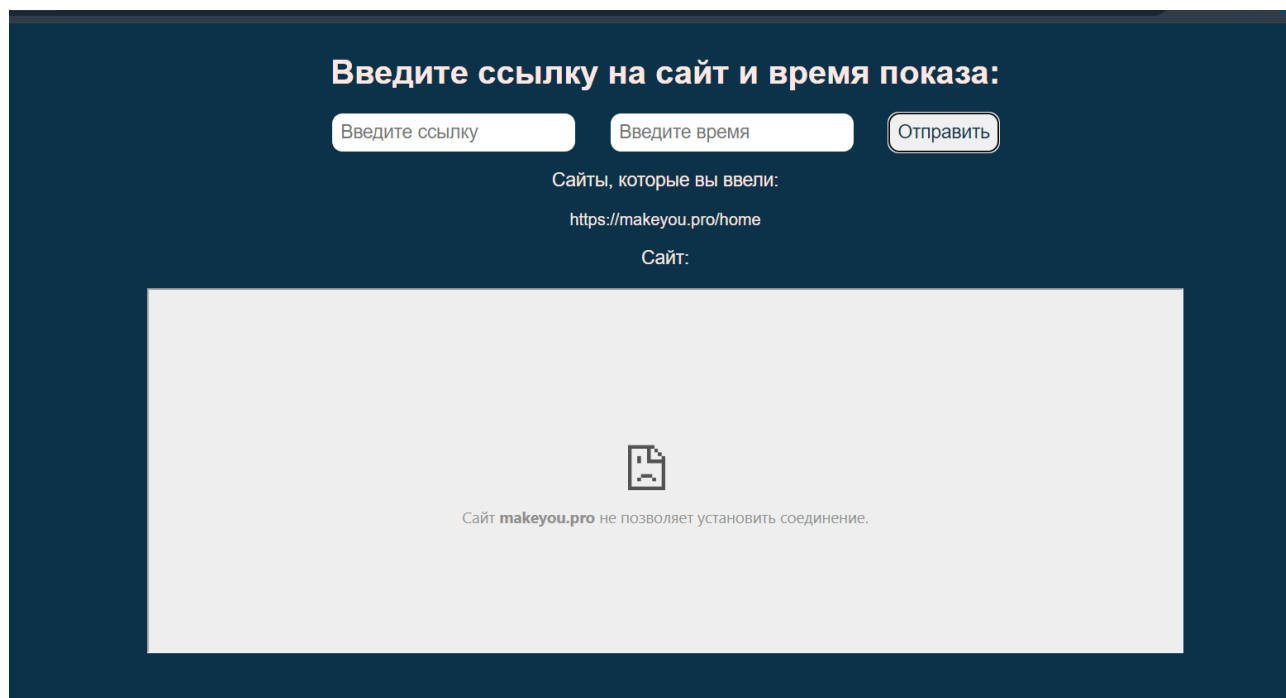 Введите ссылку на сайт и время показа:
Введите ссылку
Введите время
Отправить
Сайты, которые вы ввели:
https://makeyou.pro/home
Сайт:
Сайт makeyou.pro не позволяет установить соединение.